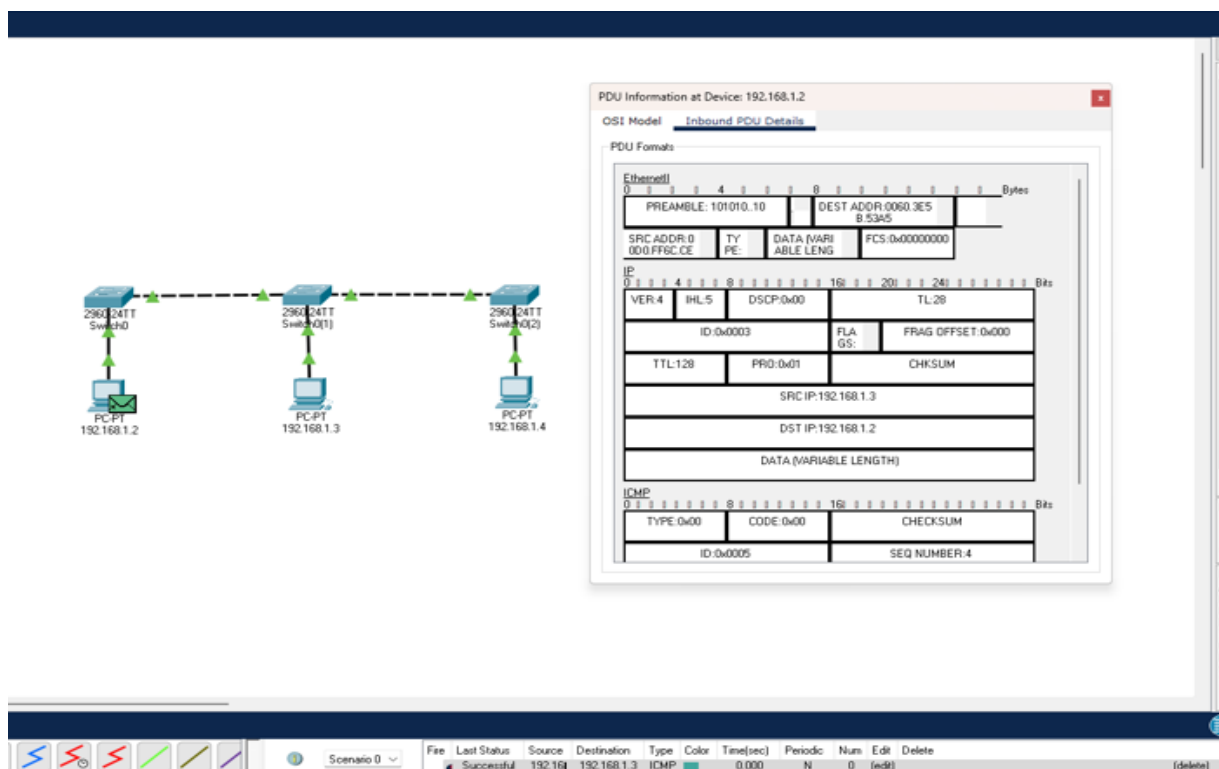 PDU Information at Device: 192.168.1.2
x
OSI Model Inbound PDU Details
PDU Formats
EthernetII
0 4 8 Bytes
PREAMBLE: 101010..10
DEST ADDR:0060.3E5
B.53A5
SRC ADDR:0
0D0.FF6C.CE
TY
PE:
DATA (VARI
ABLE LENG
FCS:0x00000000
IP
0 4 8 16 20 24 Bits
VER:4 IHL:5 DSCP:0x00 TL:28
ID:0x0003
FLA
GS:
FRAG OFFSET:0x000
TTL:128 PRO:0x01 CHKSUM
SRC IP:192.168.1.3
DST IP:192.168.1.2
DATA (VARIABLE LENGTH)
ICMP
0 8 16 Bits
TYPE:0x00 CODE:0x00 CHECKSUM
ID:0x0005 SEQ NUMBER:4
2960-24TT
Switch0
2960-24TT
Switch0(1)
2960-24TT
Switch0(2)
PC-PT
192.168.1.2
PC-PT
192.168.1.3
PC-PT
192.168.1.4
Scenario 0
Fire Last Status Source Destination Type Color Time(sec) Periodic Num Edit Delete
Successful 192.16 192.168.1.3 ICMP 0.000 N 0 (edit) (delete)